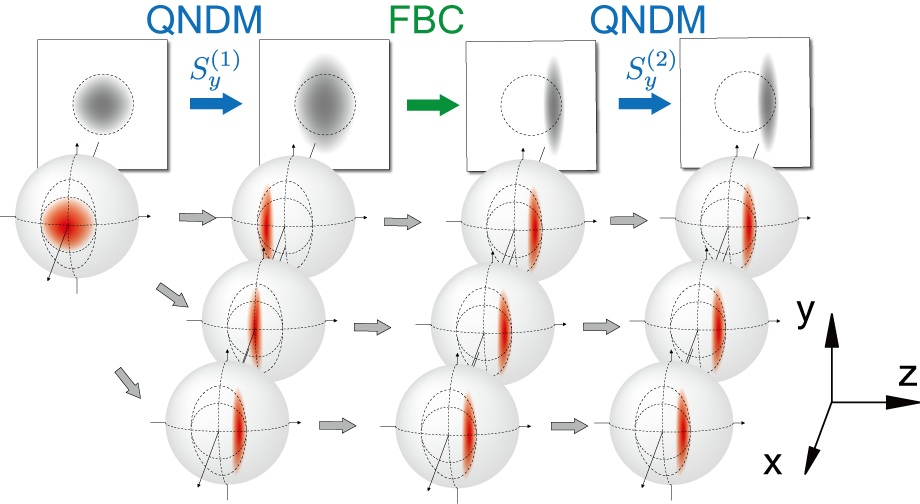 QNDM FBC QNDM
S_y^(1) S_y^(2)
y
z
x